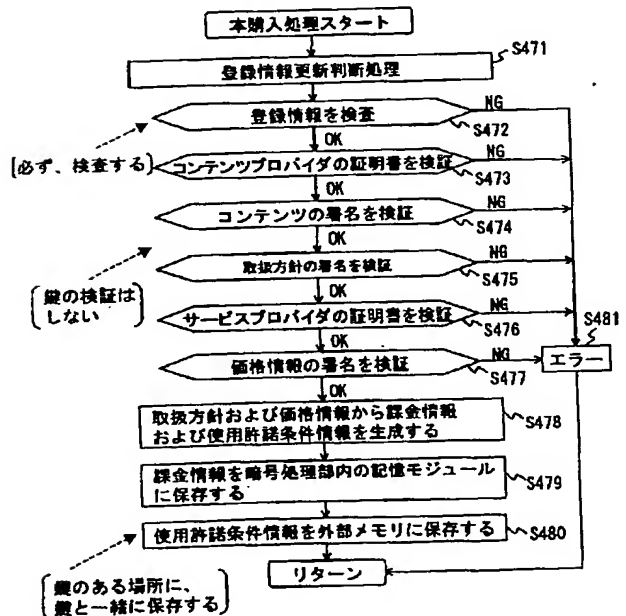 本購入処理スタート
登録情報更新判断処理
S471
登録情報を検査
NG
S472
OK
[必ず、検査する]
コンテンツプロバイダの証明書を検証
NG
S473
OK
コンテンツの署名を検証
NG
S474
OK
取扱方針の署名を検証
NG
S475
OK
鍵の検証は
しない
サービスプロバイダの証明書を検証
NG
S476
OK
価格情報の署名を検証
NG
S477
OK
S481
エラー
取扱方針および価格情報から課金情報
および使用許諾条件情報を生成する
S478
課金情報を暗号処理部内の記憶モジュール
に保存する
S479
使用許諾条件情報を外部メモリに保存する
S480
鍵のある場所に、
鍵と一緒に保存する
リターン